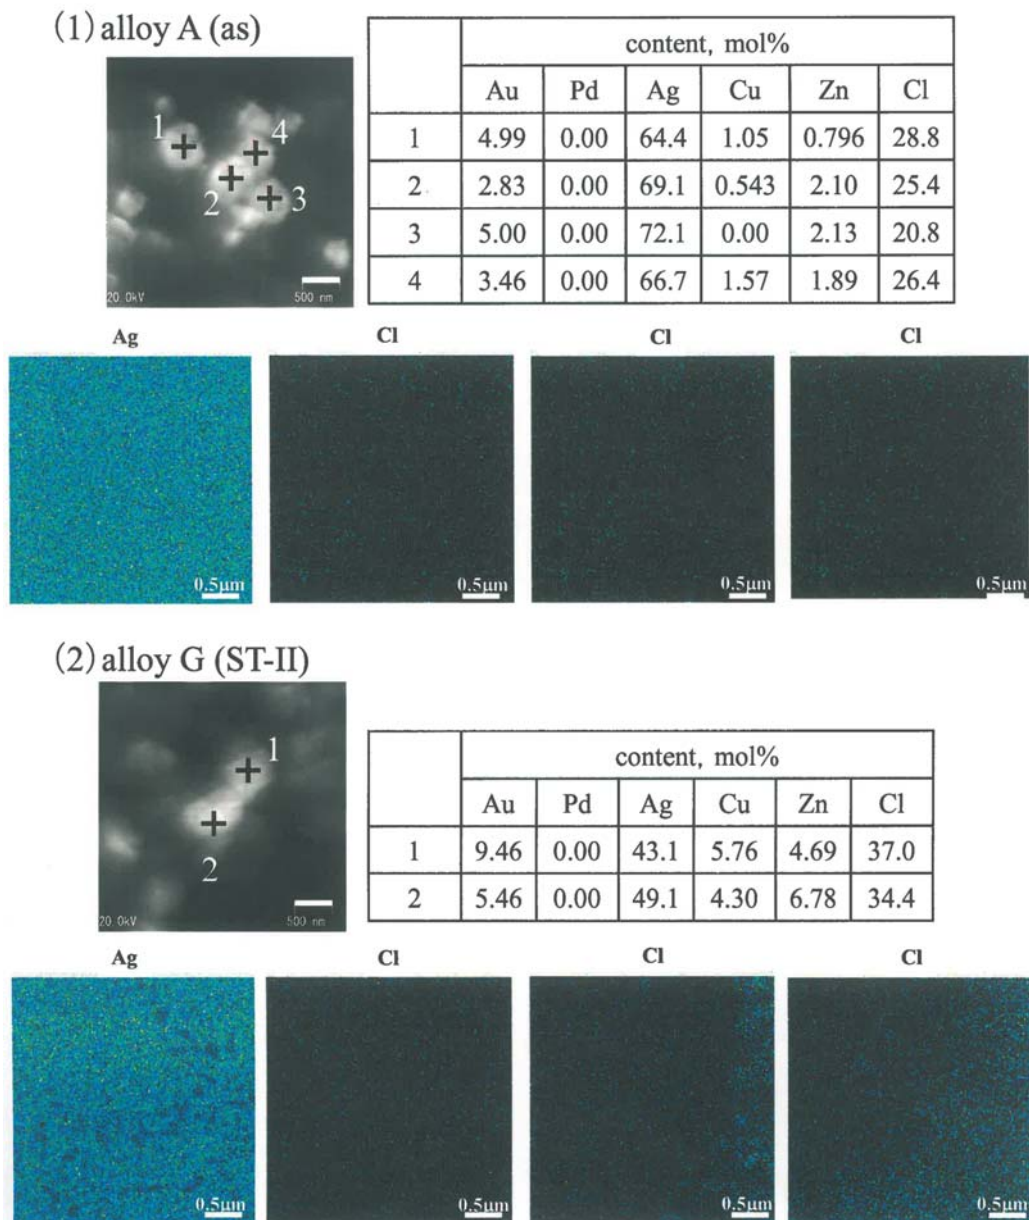 (1) alloy A (as)
1
4
2
3
20.0kV
500 nm
content, mol%
Au Pd Ag Cu Zn Cl
1 4.99 0.00 64.4 1.05 0.796 28.8
2 2.83 0.00 69.1 0.543 2.10 25.4
3 5.00 0.00 72.1 0.00 2.13 20.8
4 3.46 0.00 66.7 1.57 1.89 26.4
Ag Cl Cl Cl
0.5μm 0.5μm 0.5μm 0.5μm
(2) alloy G (ST-II)
1
2
20.0kV
500 nm
content, mol%
Au Pd Ag Cu Zn Cl
1 9.46 0.00 43.1 5.76 4.69 37.0
2 5.46 0.00 49.1 4.30 6.78 34.4
Ag Cl Cl Cl
0.5μm 0.5μm 0.5μm 0.5μm